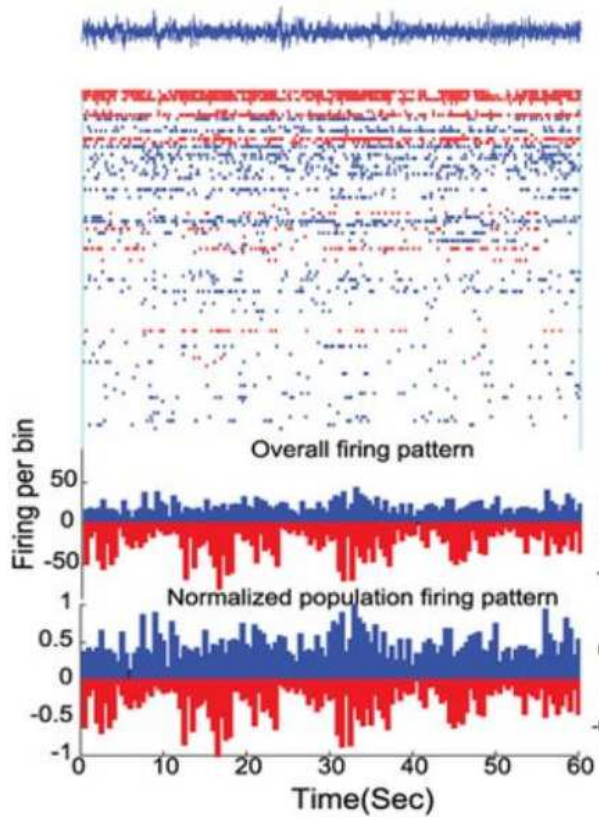 Overall firing pattern
Firing per bin
50
0
-50
Normalized population firing pattern
1
0.5
0
-0.5
-1
0 10 20 30 40 50 60
Time(Sec)